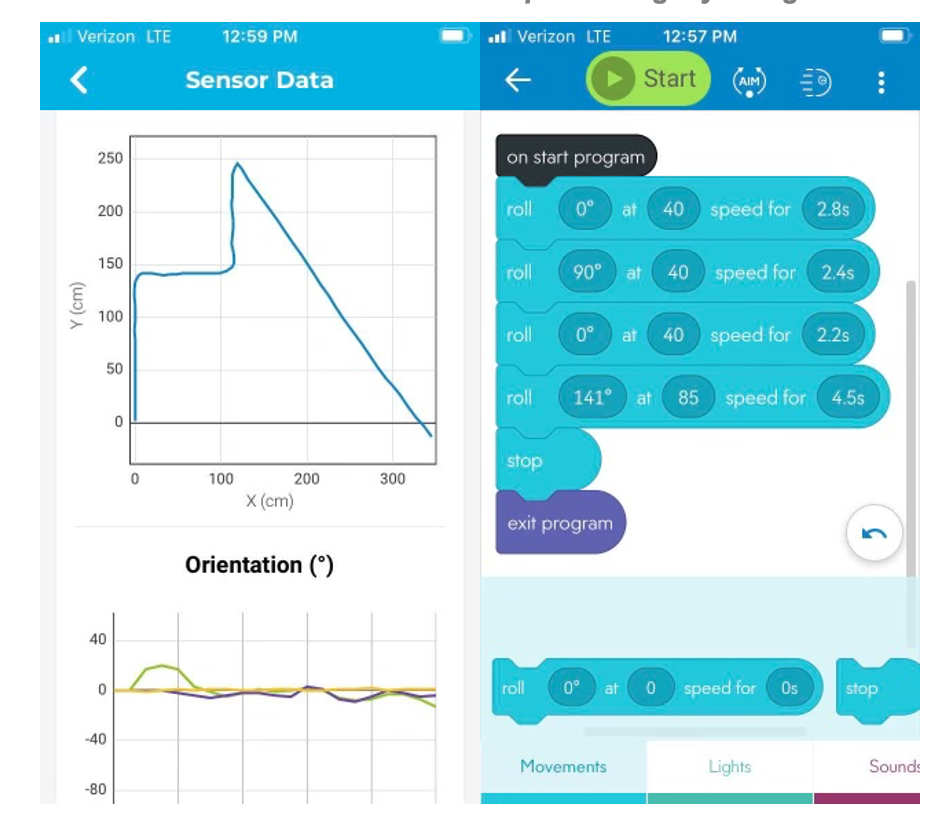 Verizon LTE 12:59 PM
Sensor Data
250
200
150
100
50
0
Y (cm)
0 100 200 300
X (cm)
Orientation (°)
40
0
-40
-80
Verizon LTE 12:57 PM
Start
AIM
on start program
roll 0° at 40 speed for 2.8s
roll 90° at 40 speed for 2.4s
roll 0° at 40 speed for 2.2s
roll 141° at 85 speed for 4.5s
stop
exit program
roll 0° at 0 speed for 0s stop
Movements Lights Sounds